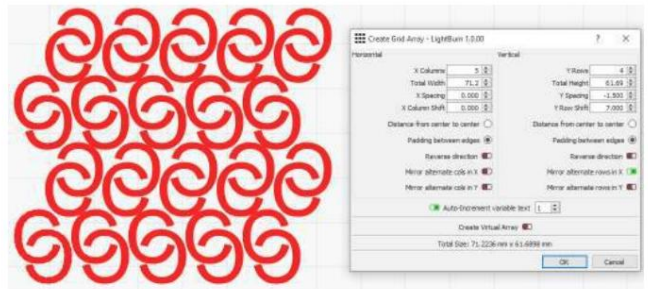 Create Grid Array - LightBurn 1.0.00 ? ×
Horizontal Vertical
X Columns 5 Y Rows 4
Total Width 71.2 Total Height 61.69
X Spacing 0.000 Y Spacing -1.500
X Column Shift 0.000 Y Row Shift 7.000
Distance from center to center Distance from center to center
Padding between edges Padding between edges
Reverse direction Reverse direction
Mirror alternate cols in X Mirror alternate rows in X
Mirror alternate cols in Y Mirror alternate rows in Y
Auto-Increment variable text 1
Create Virtual Array
Total Size: 71.2236 mm x 61.6898 mm
OK Cancel